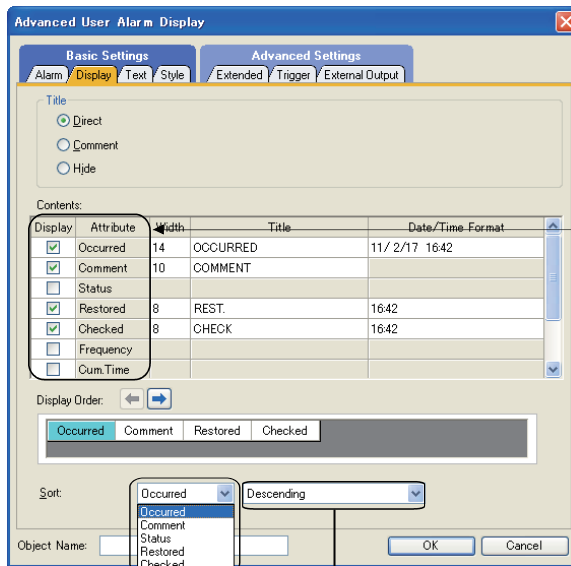 Advanced User Alarm Display
Basic Settings
Advanced Settings
Alarm Display Text Style Extended Trigger External Output
Title
Direct
Comment
Hide
Contents:
Display Attribute Width Title Date/Time Format
Occurred 14 OCCURRED 11/ 2/17 16:42
Comment 10 COMMENT
Status
Restored 8 REST. 16:42
Checked 8 CHECK 16:42
Frequency
Cum.Time
Display Order:
Occurred Comment Restored Checked
Sort: Occurred Descending
Occurred
Comment
Status
Restored
Checked
Object Name: OK Cancel